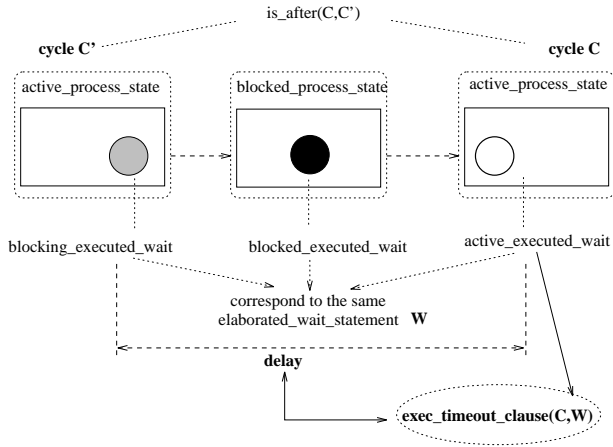 is_after(C,C’)
cycle C’
cycle C
active_process_state
blocked_process_state
active_process_state
blocking_executed_wait
blocked_executed_wait
active_executed_wait
correspond to the same
elaborated_wait_statement W
delay
exec_timeout_clause(C,W)